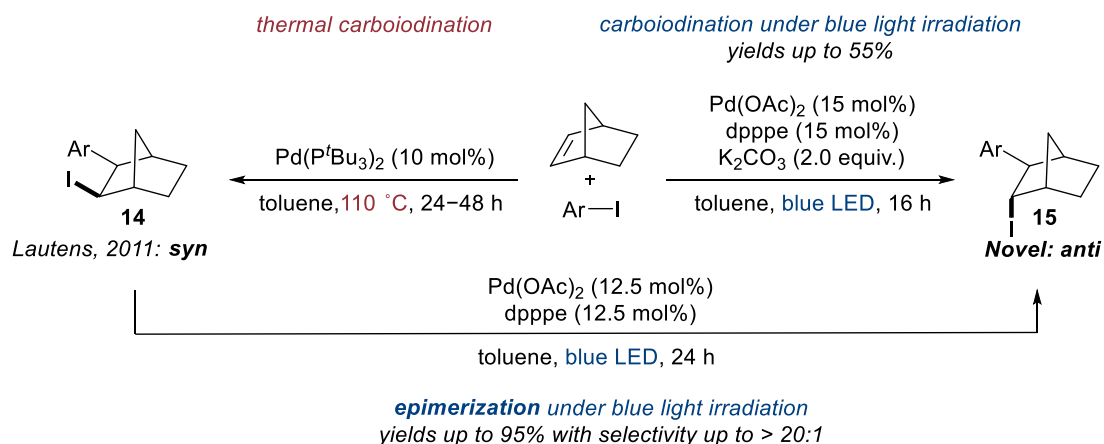 thermal carboiodination
carboiodination under blue light irradiation
yields up to 55%
Pd(OAc)2 (15 mol%)
dpppe (15 mol%)
K2CO3 (2.0 equiv.)
Ar
I
14
Lautens, 2011: syn
Pd(PtBu3)2 (10 mol%)
toluene,110 ˚C, 24−48 h
+
Ar—I
toluene, blue LED, 16 h
Ar
I
15
Novel: anti
Pd(OAc)2 (12.5 mol%)
dpppe (12.5 mol%)
toluene, blue LED, 24 h
epimerization under blue light irradiation
yields up to 95% with selectivity up to > 20:1